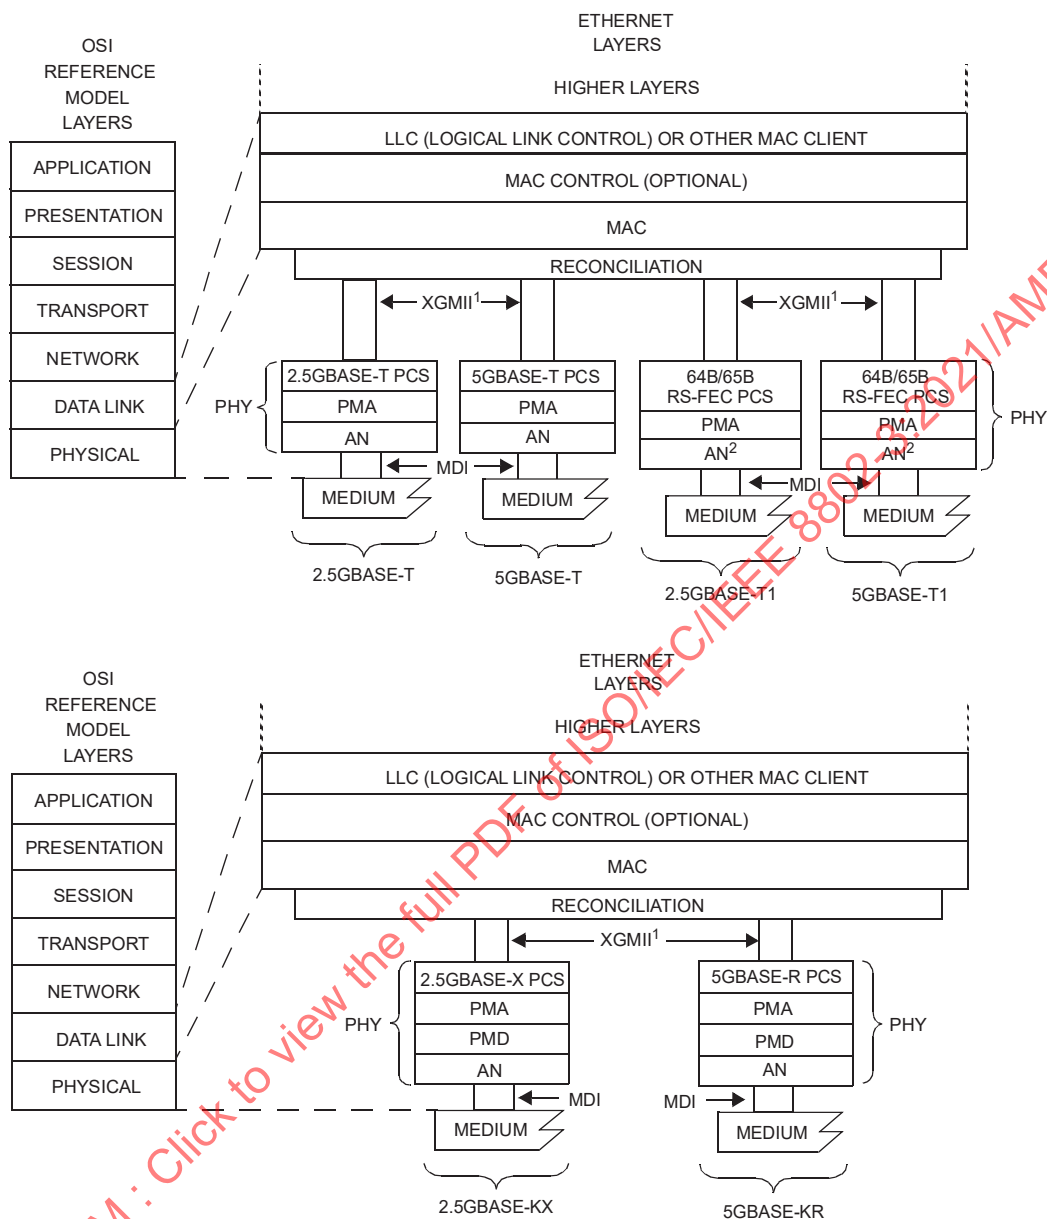 ETHERNET
LAYERS
OSI
REFERENCE
MODEL
LAYERS
HIGHER LAYERS
LLC (LOGICAL LINK CONTROL) OR OTHER MAC CLIENT
APPLICATION
MAC CONTROL (OPTIONAL)
PRESENTATION
MAC
SESSION
RECONCILIATION
TRANSPORT
XGMII1
XGMII1
NETWORK
DATA LINK
PHYSICAL
PHY
2.5GBASE-T PCS
PMA
AN
5GBASE-T PCS
PMA
AN
64B/65B
RS-FEC PCS
PMA
AN2
64B/65B
RS-FEC PCS
PMA
AN2
PHY
MDI
MDI
MEDIUM
MEDIUM
MEDIUM
MEDIUM
2.5GBASE-T
5GBASE-T
2.5GBASE-T1
5GBASE-T1
ETHERNET
LAYERS
OSI
REFERENCE
MODEL
LAYERS
HIGHER LAYERS
LLC (LOGICAL LINK CONTROL) OR OTHER MAC CLIENT
APPLICATION
MAC CONTROL (OPTIONAL)
PRESENTATION
MAC
SESSION
RECONCILIATION
TRANSPORT
XGMII1
NETWORK
DATA LINK
PHYSICAL
PHY
2.5GBASE-X PCS
PMA
PMD
AN
5GBASE-R PCS
PMA
PMD
AN
PHY
MDI
MDI
MEDIUM
MEDIUM
2.5GBASE-KX
5GBASE-KR
M : Click to view the full PDF of ISO/IEC/IEEE 8802-3:2021/AM